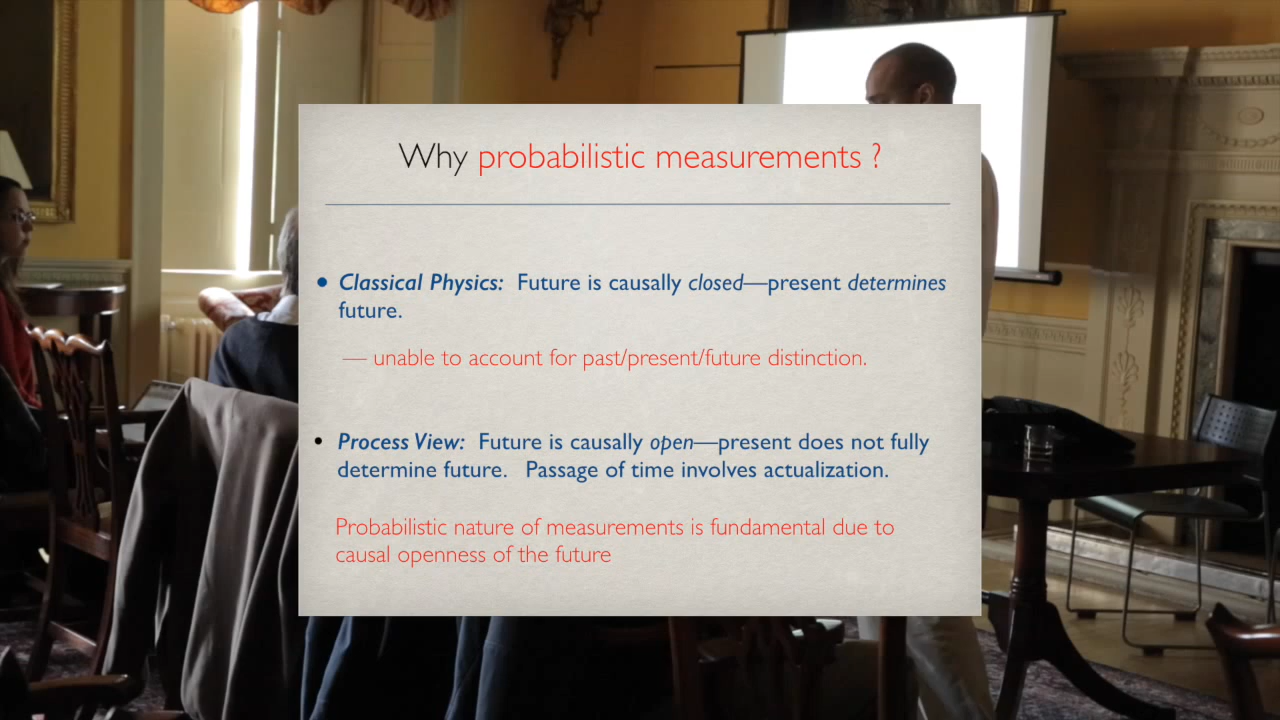 Why probabilistic measurements ?
• Classical Physics: Future is causally closed—present determines
future.
— unable to account for past/present/future distinction.
• Process View: Future is causally open—present does not fully
determine future. Passage of time involves actualization.
Probabilistic nature of measurements is fundamental due to
causal openness of the future